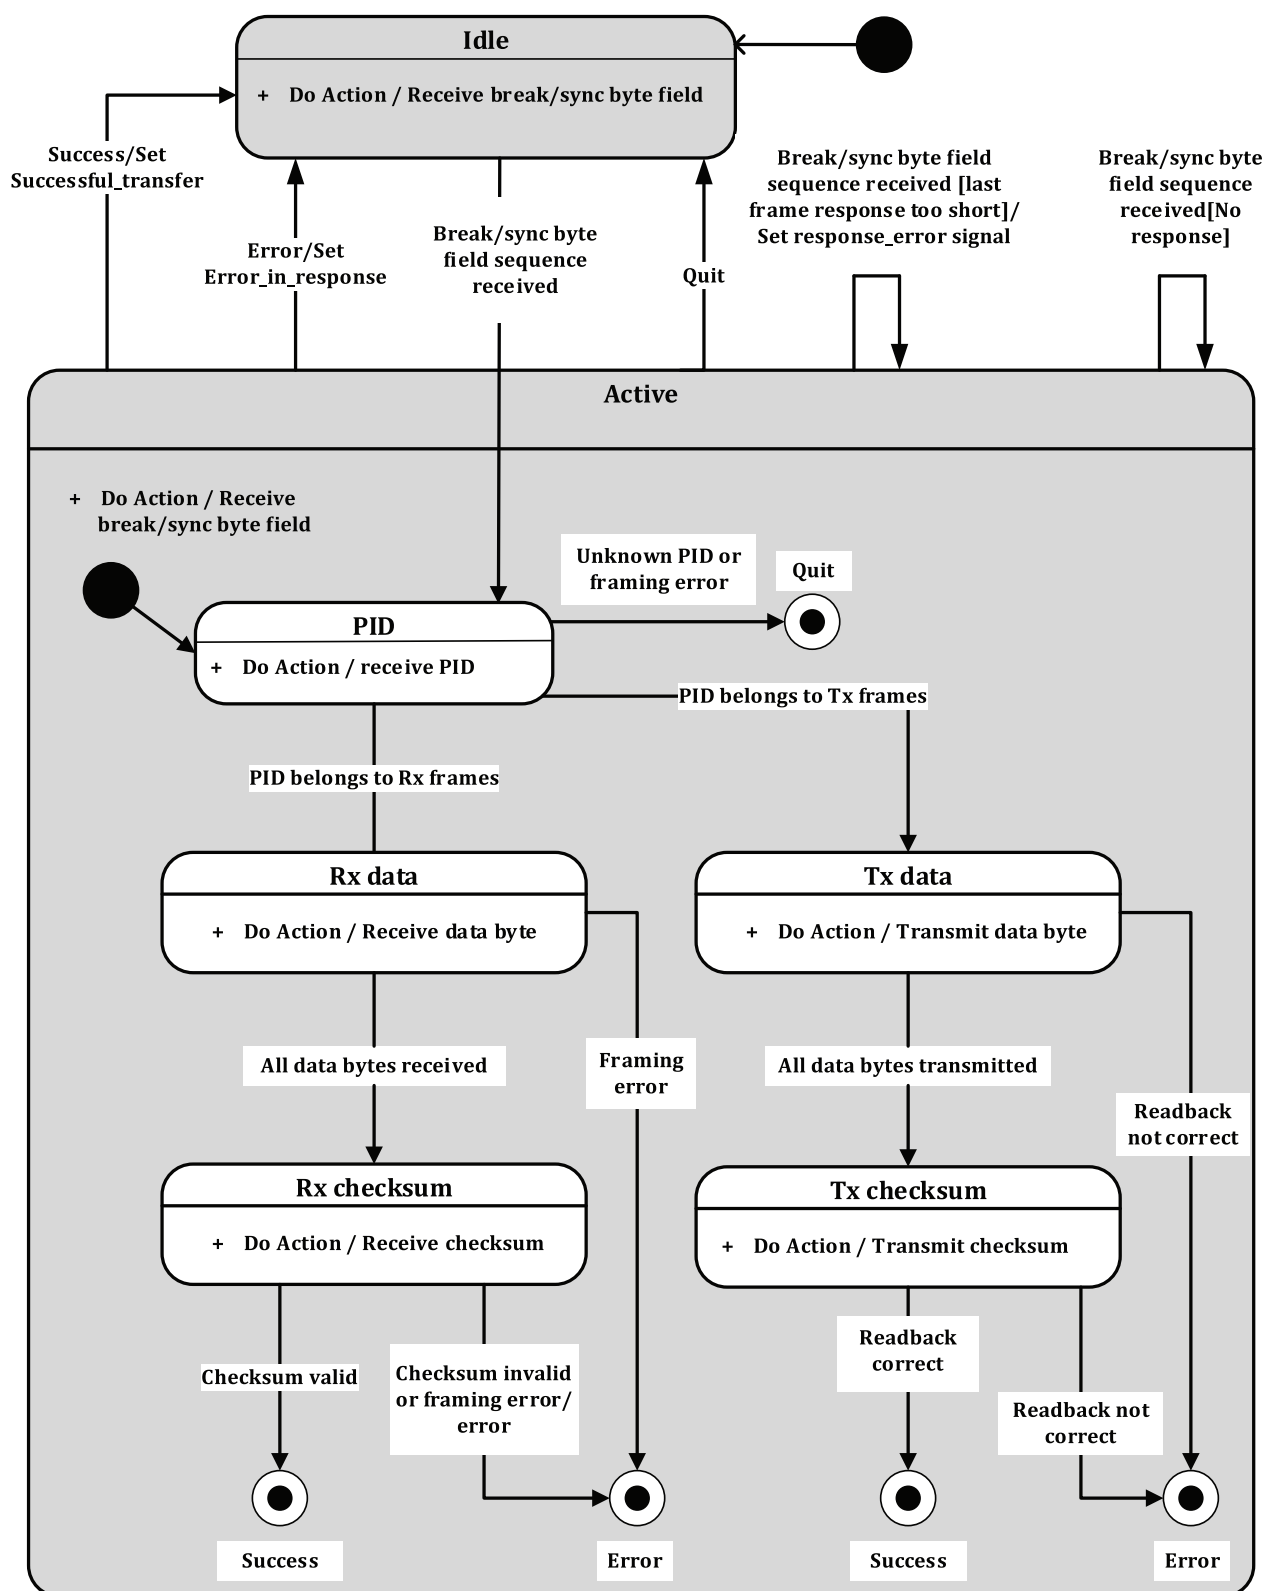 Idle
+ Do Action / Receive break/sync byte field
Success/Set
Successful_transfer
Error/Set
Error_in_response
Break/sync byte
field sequence
received
Quit
Break/sync byte field
sequence received [last
frame response too short]/
Set response_error signal
Break/sync byte
field sequence
received[No
response]
Active
+ Do Action / Receive
break/sync byte field
Unknown PID or
framing error
Quit
PID
+ Do Action / receive PID
PID belongs to Tx frames
PID belongs to Rx frames
Rx data
+ Do Action / Receive data byte
Tx data
+ Do Action / Transmit data byte
All data bytes received
Framing
error
All data bytes transmitted
Readback
not correct
Rx checksum
+ Do Action / Receive checksum
Tx checksum
+ Do Action / Transmit checksum
Checksum valid
Checksum invalid
or framing error/
error
Readback
correct
Readback not
correct
Success
Error
Success
Error